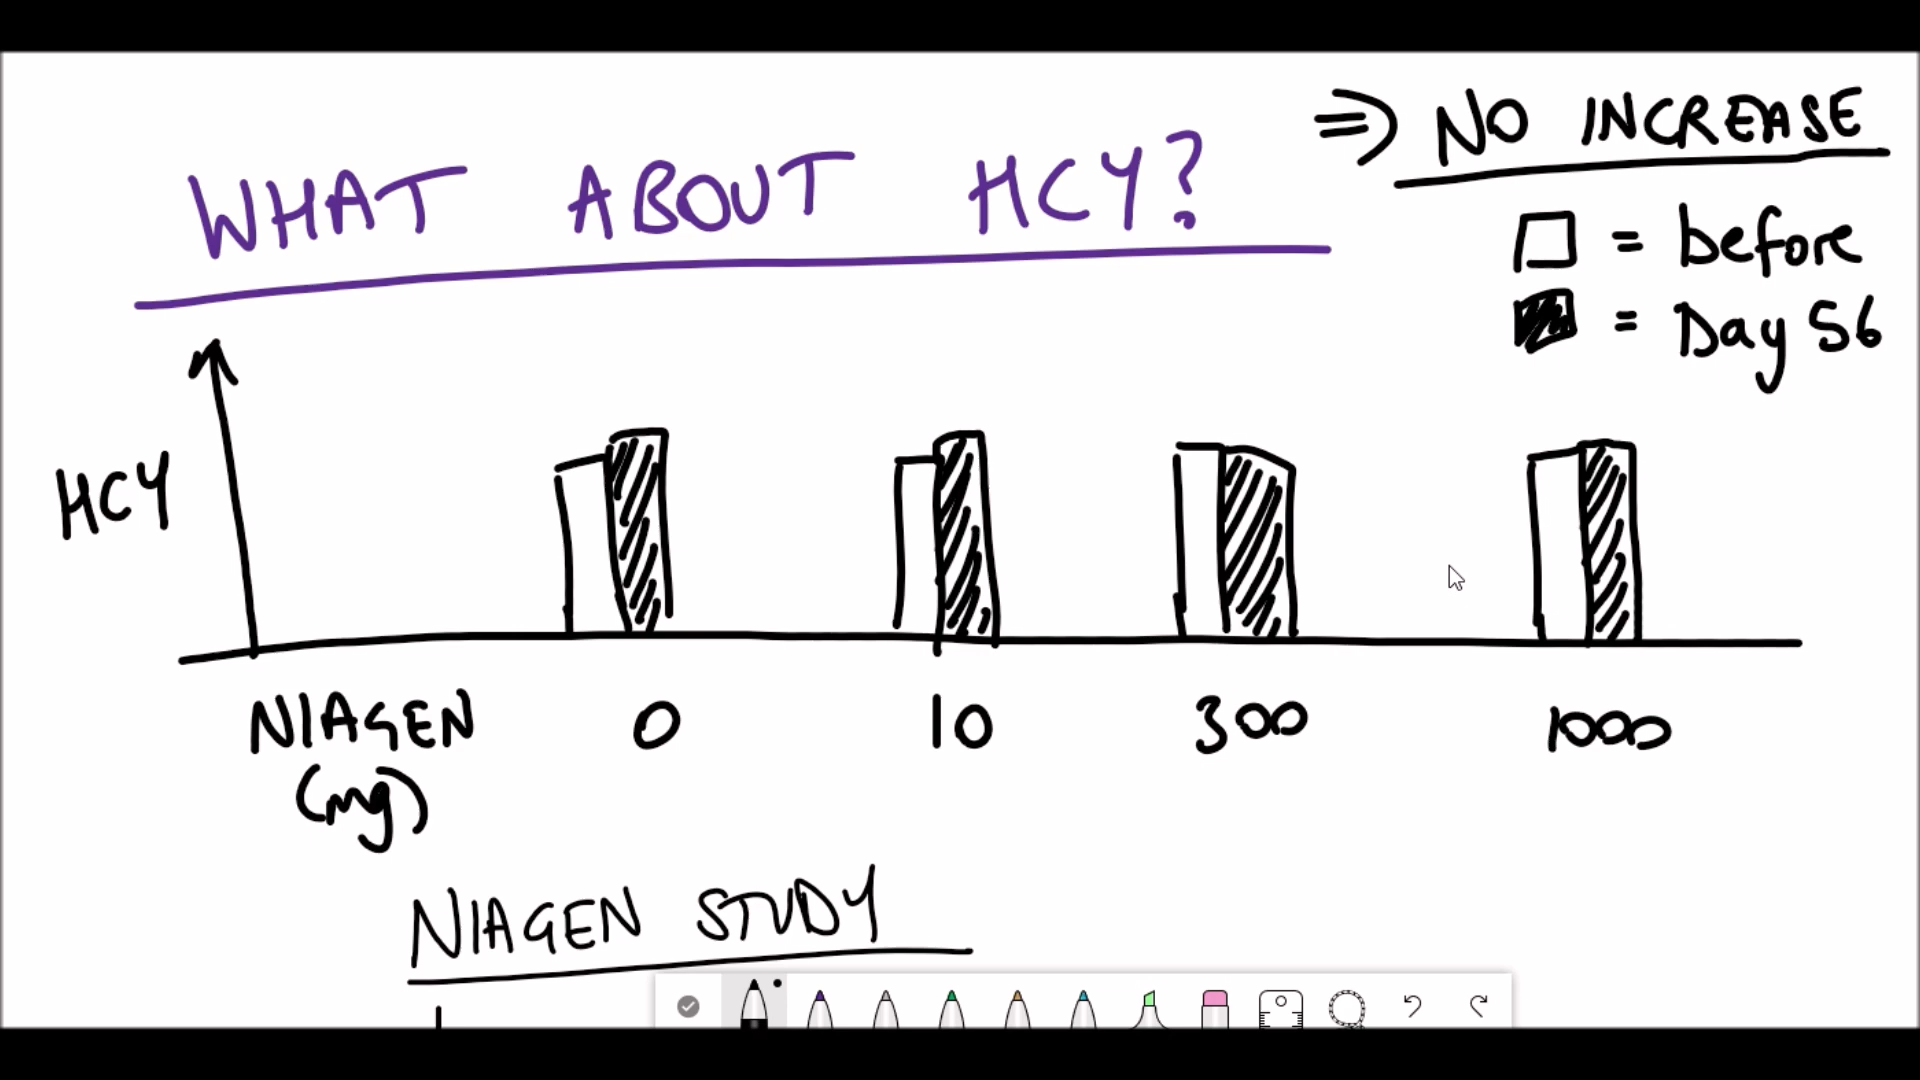 WHAT ABOUT HCY?
⇒ NO INCREASE
= before
= Day 56
HCY
NIAGEN (mg) 0 10 300 1000
NIAGEN STUDY